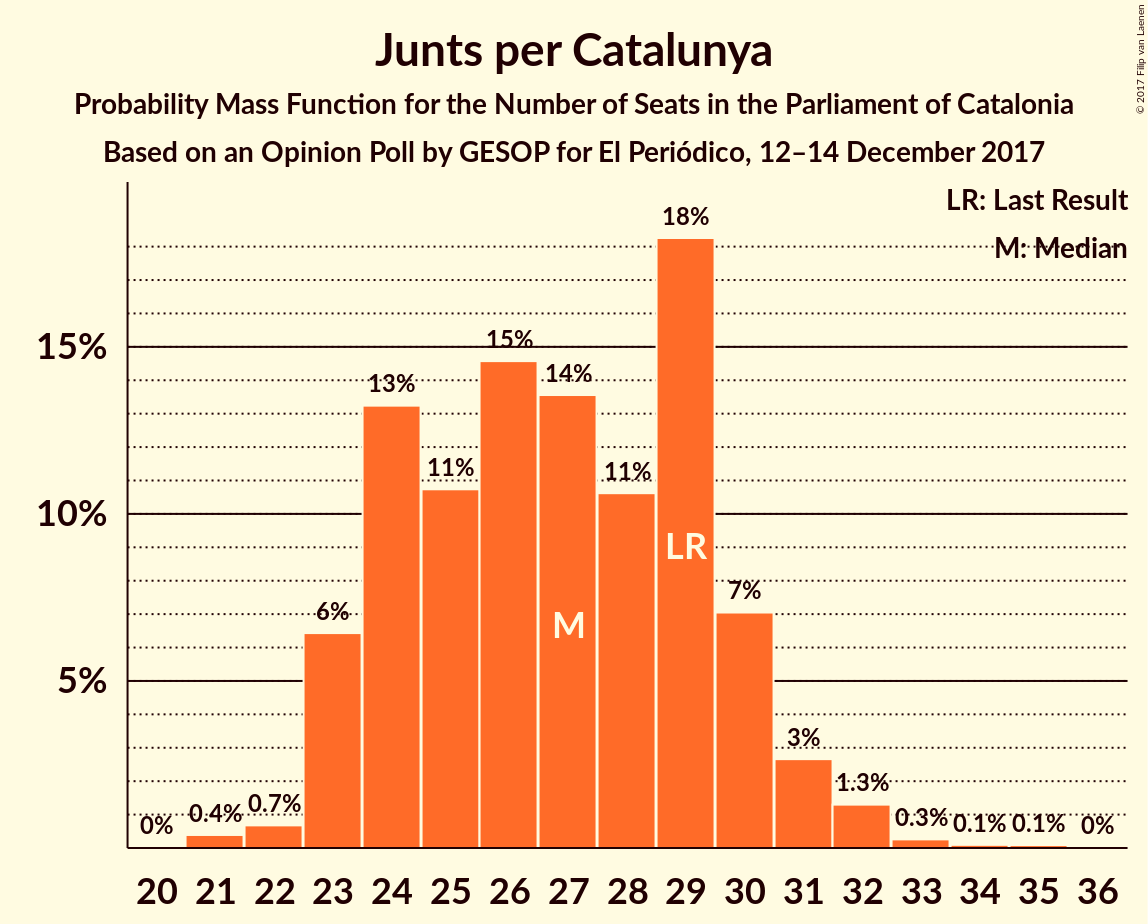 Junts per Catalunya
Probability Mass Function for the Number of Seats in the Parliament of Catalonia
Based on an Opinion Poll by GESOP for El Periódico, 12–14 December 2017
© 2017 Filip van Laenen
LR: Last Result
M: Median
18%
15%
15%
14%
13%
11%
11%
10%
LR
7%
6%
M
5%
3%
1.3%
0.7%
0.4%
0.3%
0%
0.1%
0.1%
0%
20 21 22 23 24 25 26 27 28 29 30 31 32 33 34 35 36